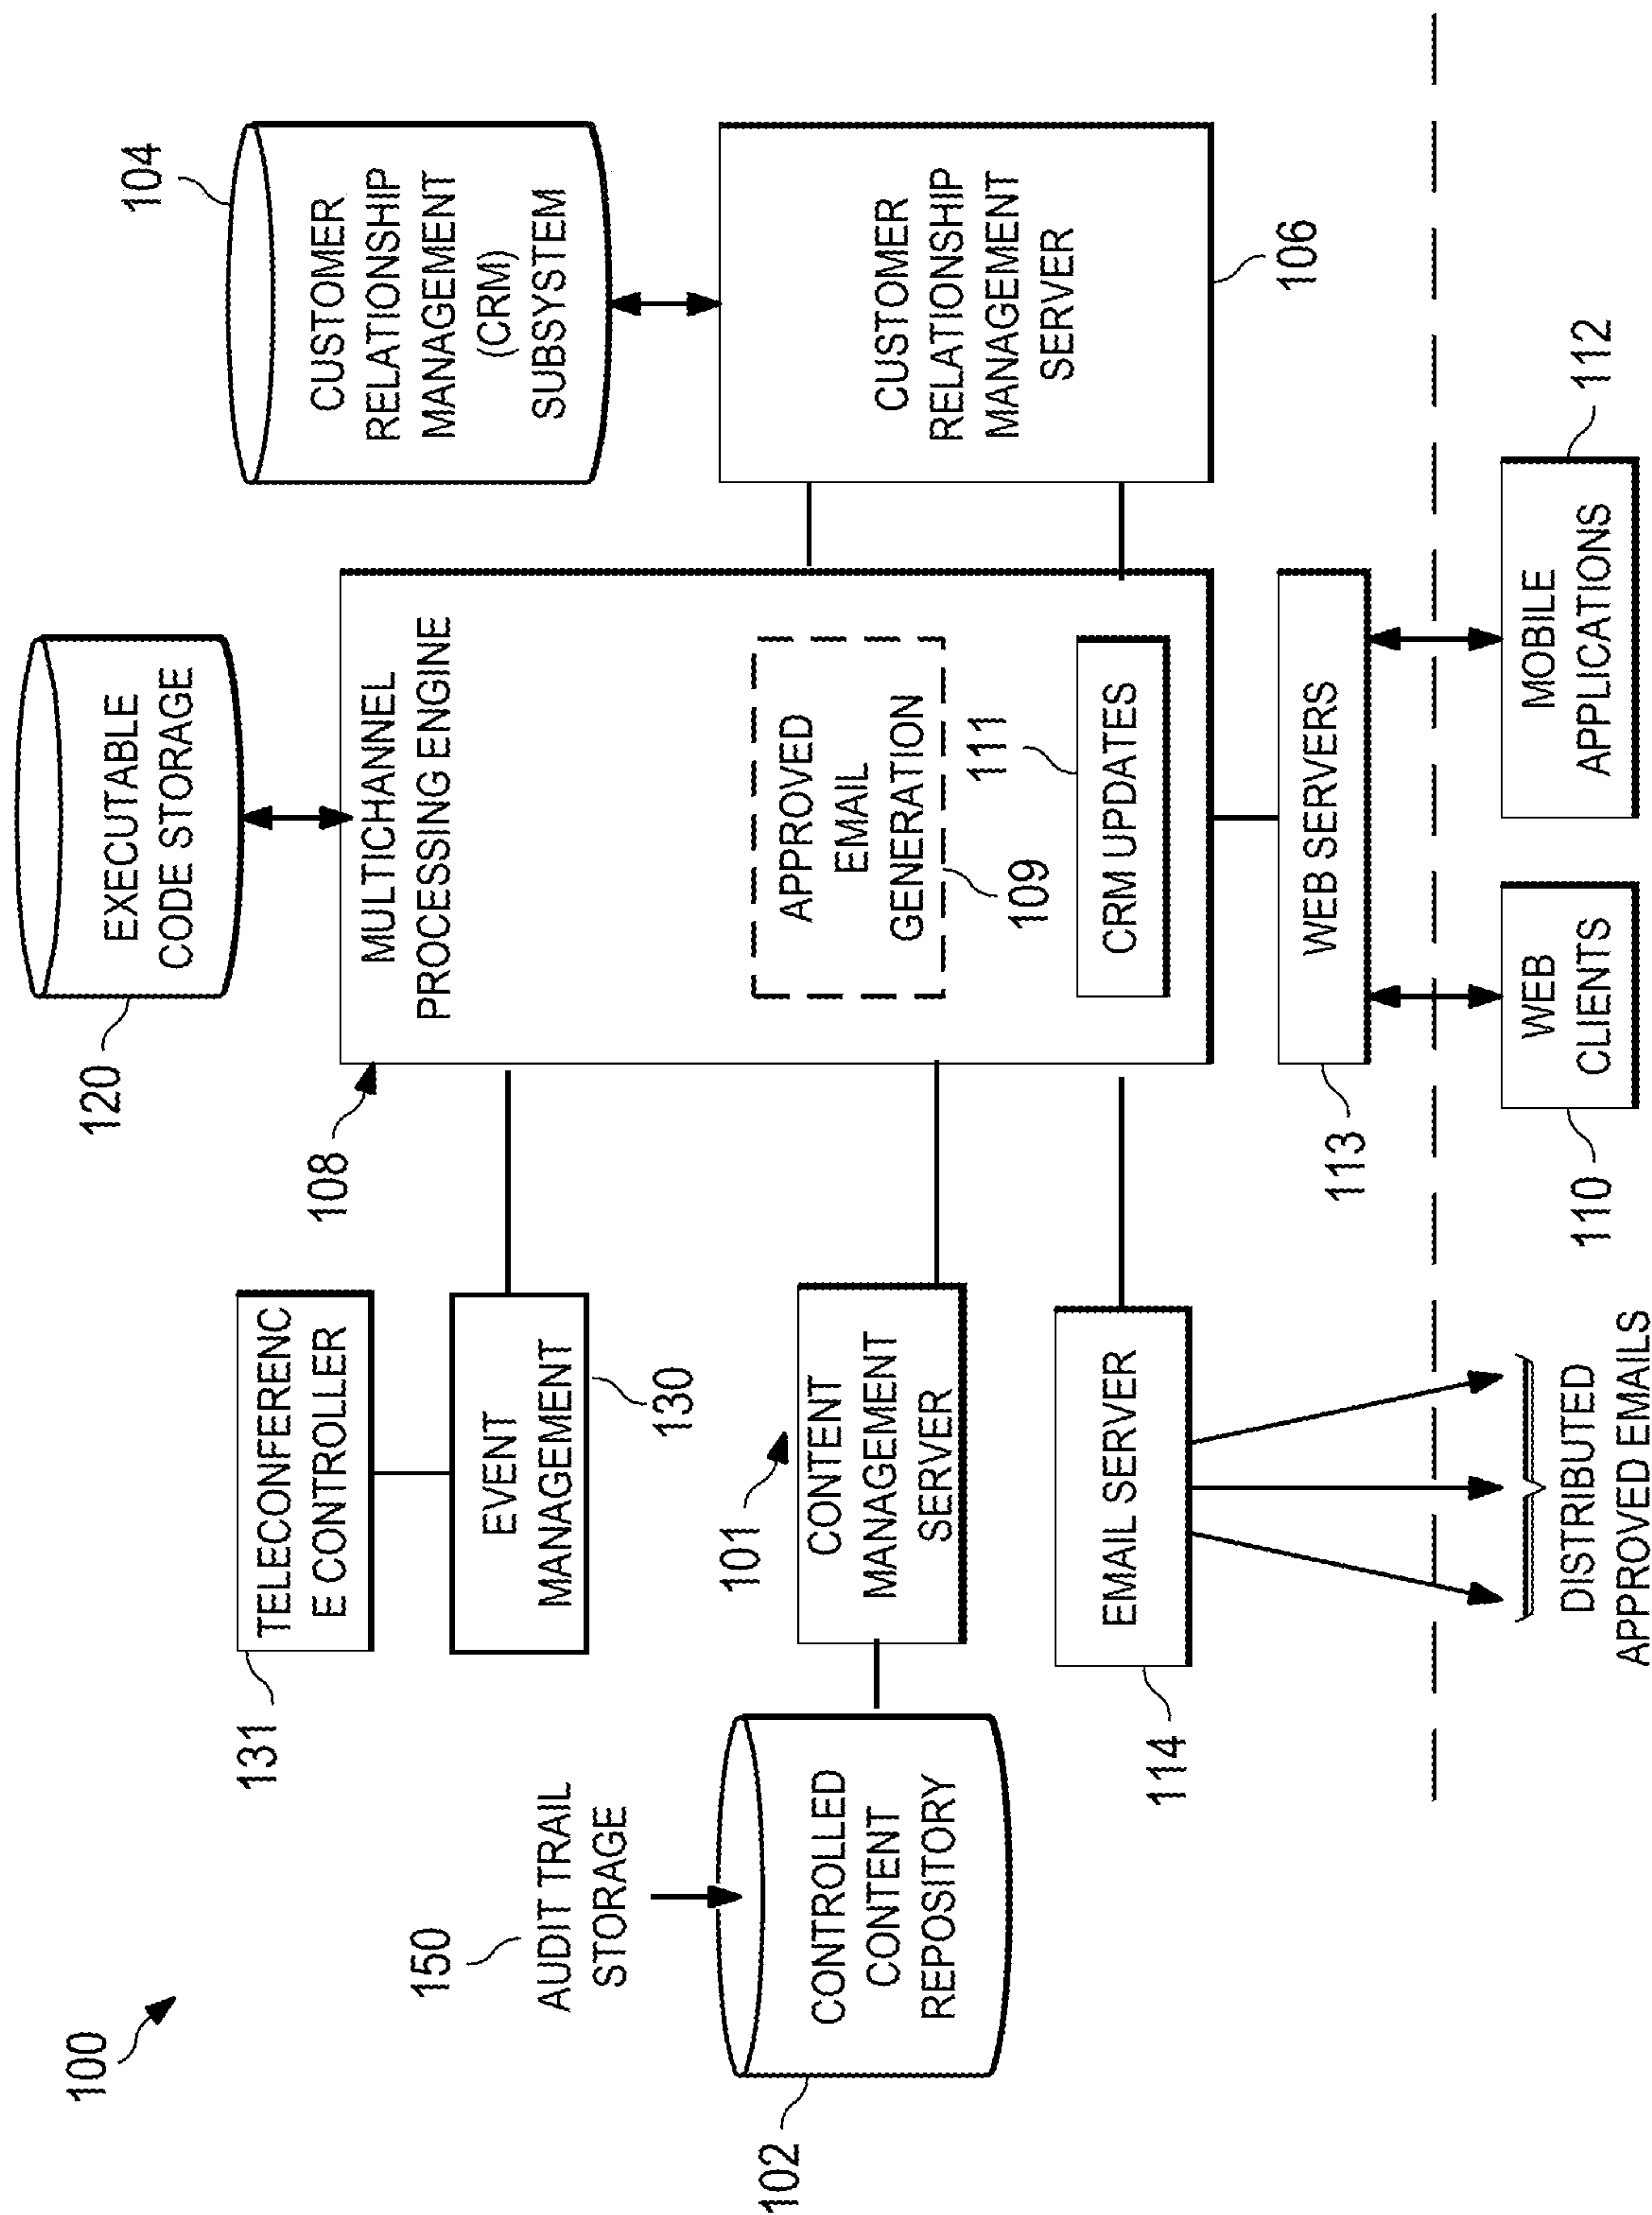 100
120
EXECUTABLE
CODE STORAGE
104
CUSTOMER
RELATIONSHIP
MANAGEMENT
(CRM)
SUBSYSTEM
131
TELECONFERENC
E CONTROLLER
108
MULTICHANNEL
PROCESSING ENGINE
150
AUDIT TRAIL
STORAGE
EVENT
MANAGEMENT
130
101
CONTENT
MANAGEMENT
SERVER
102
CONTROLLED
CONTENT
REPOSITORY
APPROVED
EMAIL
GENERATION
109
111
CRM UPDATES
CUSTOMER
RELATIONSHIP
MANAGEMENT
SERVER
106
114
EMAIL SERVER
113
WEB SERVERS
110
WEB
CLIENTS
112
MOBILE
APPLICATIONS
DISTRIBUTED
APPROVED EMAILS